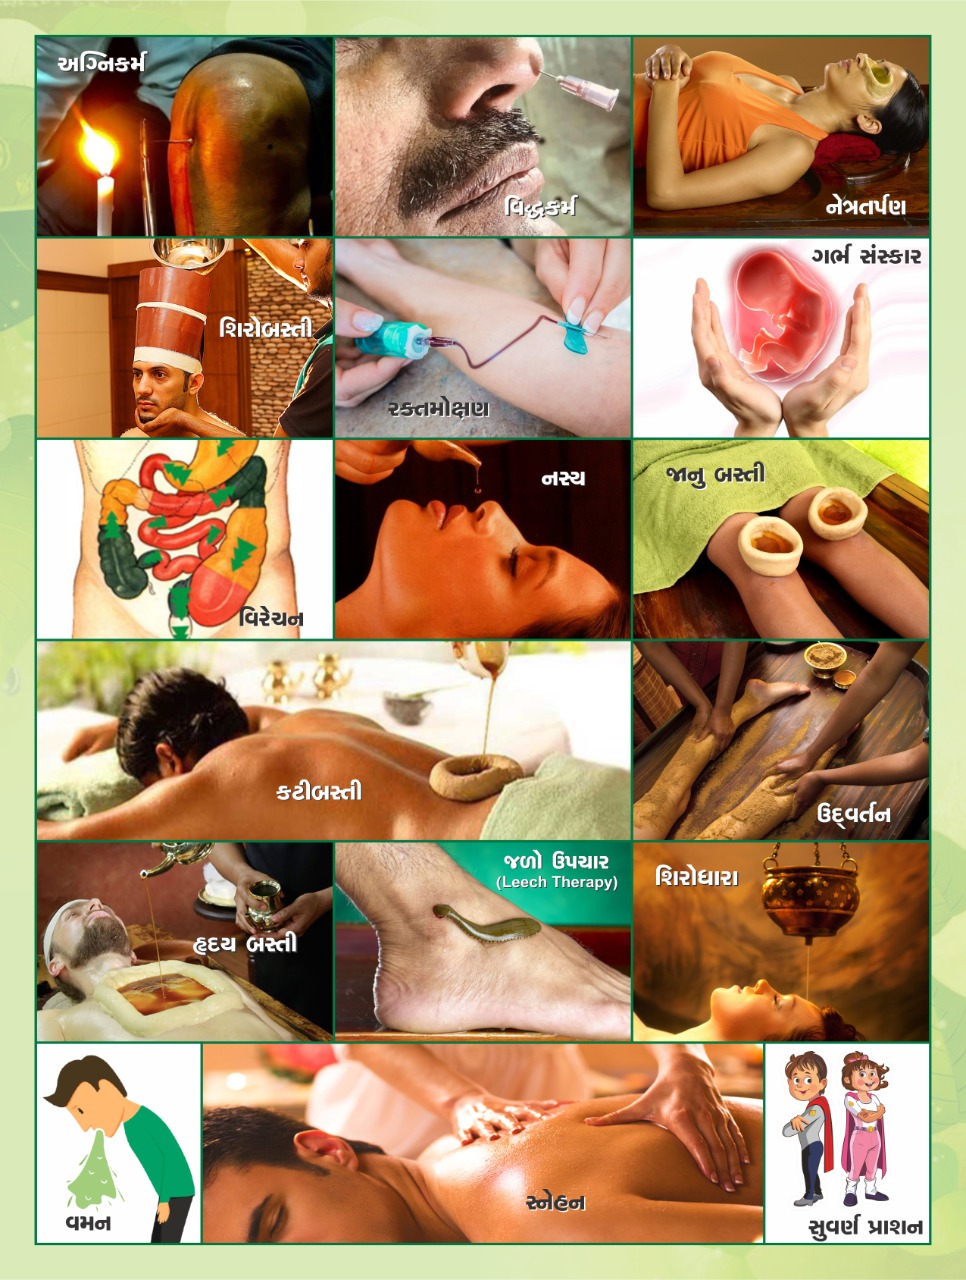 અગ્નિકર્મ
વિદ્ધકર્મ
નેત્રતર્પણ
શિરોબસ્તી
રક્તમોક્ષણ
ગર્ભ સંસ્કાર
વિરેચન
નસ્ય
જાનુ બસ્તી
કટીબસ્તી
ઉદ્‌વર્તન
હૃદય બસ્તી
જળો ઉપચાર
(Leech Therapy)
શિરોધારા
વમન
સ્નેહન
સુવર્ણ પ્રાશન